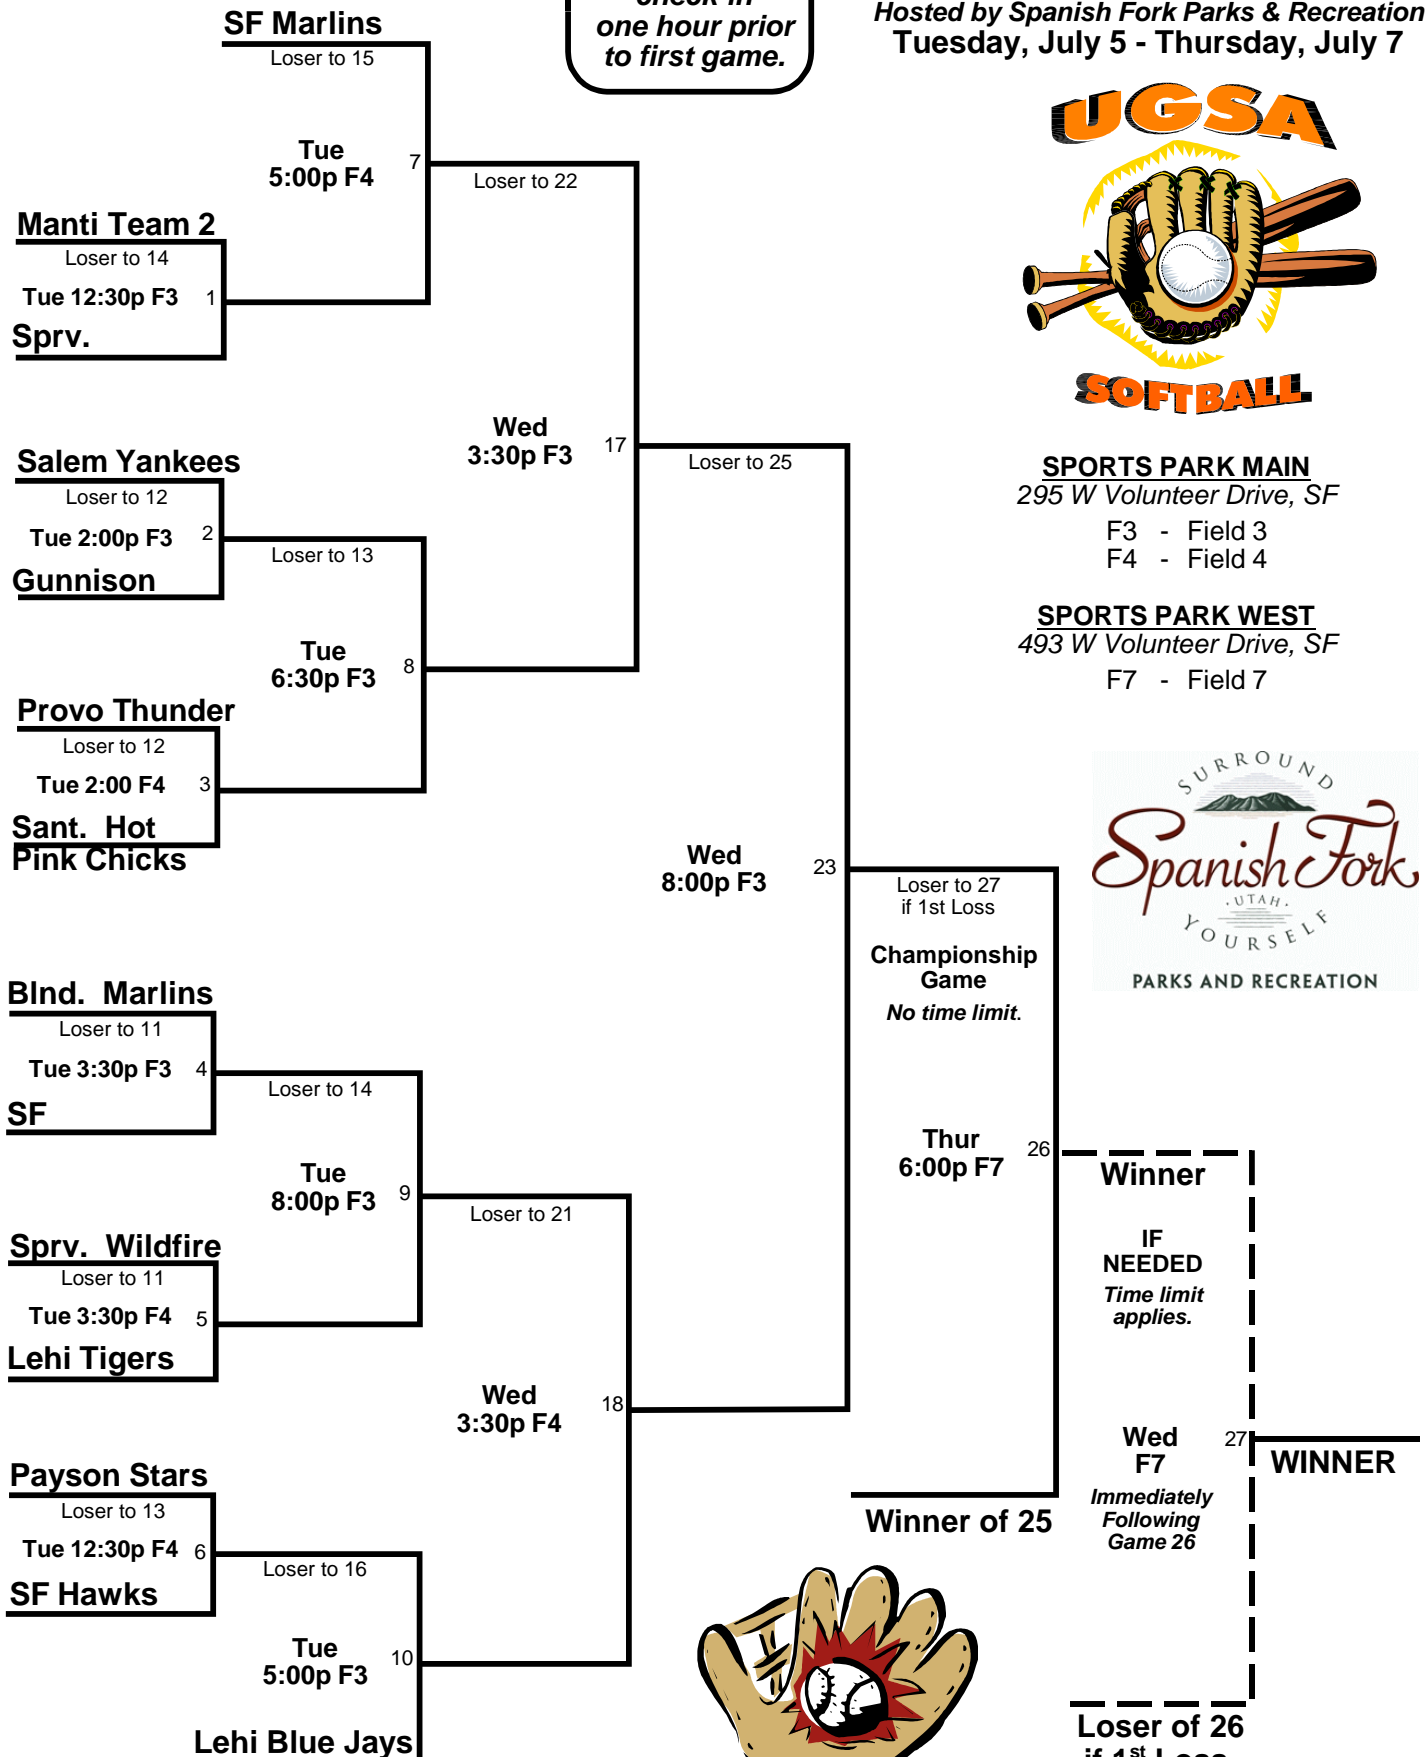 check-in
one hour prior
to first game.
Hosted by Spanish Fork Parks & Recreation
Tuesday, July 5 - Thursday, July 7
UGSA
SOFTBALL
SPORTS PARK MAIN
295 W Volunteer Drive, SF
F3 - Field 3
F4 - Field 4
SPORTS PARK WEST
493 W Volunteer Drive, SF
F7 - Field 7
SURROUND
Spanish Fork
·UTAH·
YOURSELF
PARKS AND RECREATION
SF Marlins
Loser to 15
Tue
5:00p F4
7
Loser to 22
Manti Team 2
Loser to 14
Tue 12:30p F3
1
Sprv.
Wed
3:30p F3
17
Loser to 25
Salem Yankees
Loser to 12
Tue 2:00p F3
2
Gunnison
Loser to 13
Tue
6:30p F3
8
Provo Thunder
Loser to 12
Tue 2:00 F4
3
Sant. Hot
Pink Chicks
Wed
8:00p F3
23
Loser to 27
if 1st Loss
Championship
Game
No time limit.
Blnd. Marlins
Loser to 11
Tue 3:30p F3
4
SF
Loser to 14
Tue
8:00p F3
9
Loser to 21
Thur
6:00p F7
26
Winner
IF
NEEDED
Time limit
applies.
Sprv. Wildfire
Loser to 11
Tue 3:30p F4
5
Lehi Tigers
Wed
3:30p F4
18
Wed
F7
27
WINNER
Immediately
Following
Game 26
Payson Stars
Loser to 13
Tue 12:30p F4
6
SF Hawks
Loser to 16
Winner of 25
Tue
5:00p F3
10
Lehi Blue Jays
Loser of 26
if 1st Loss